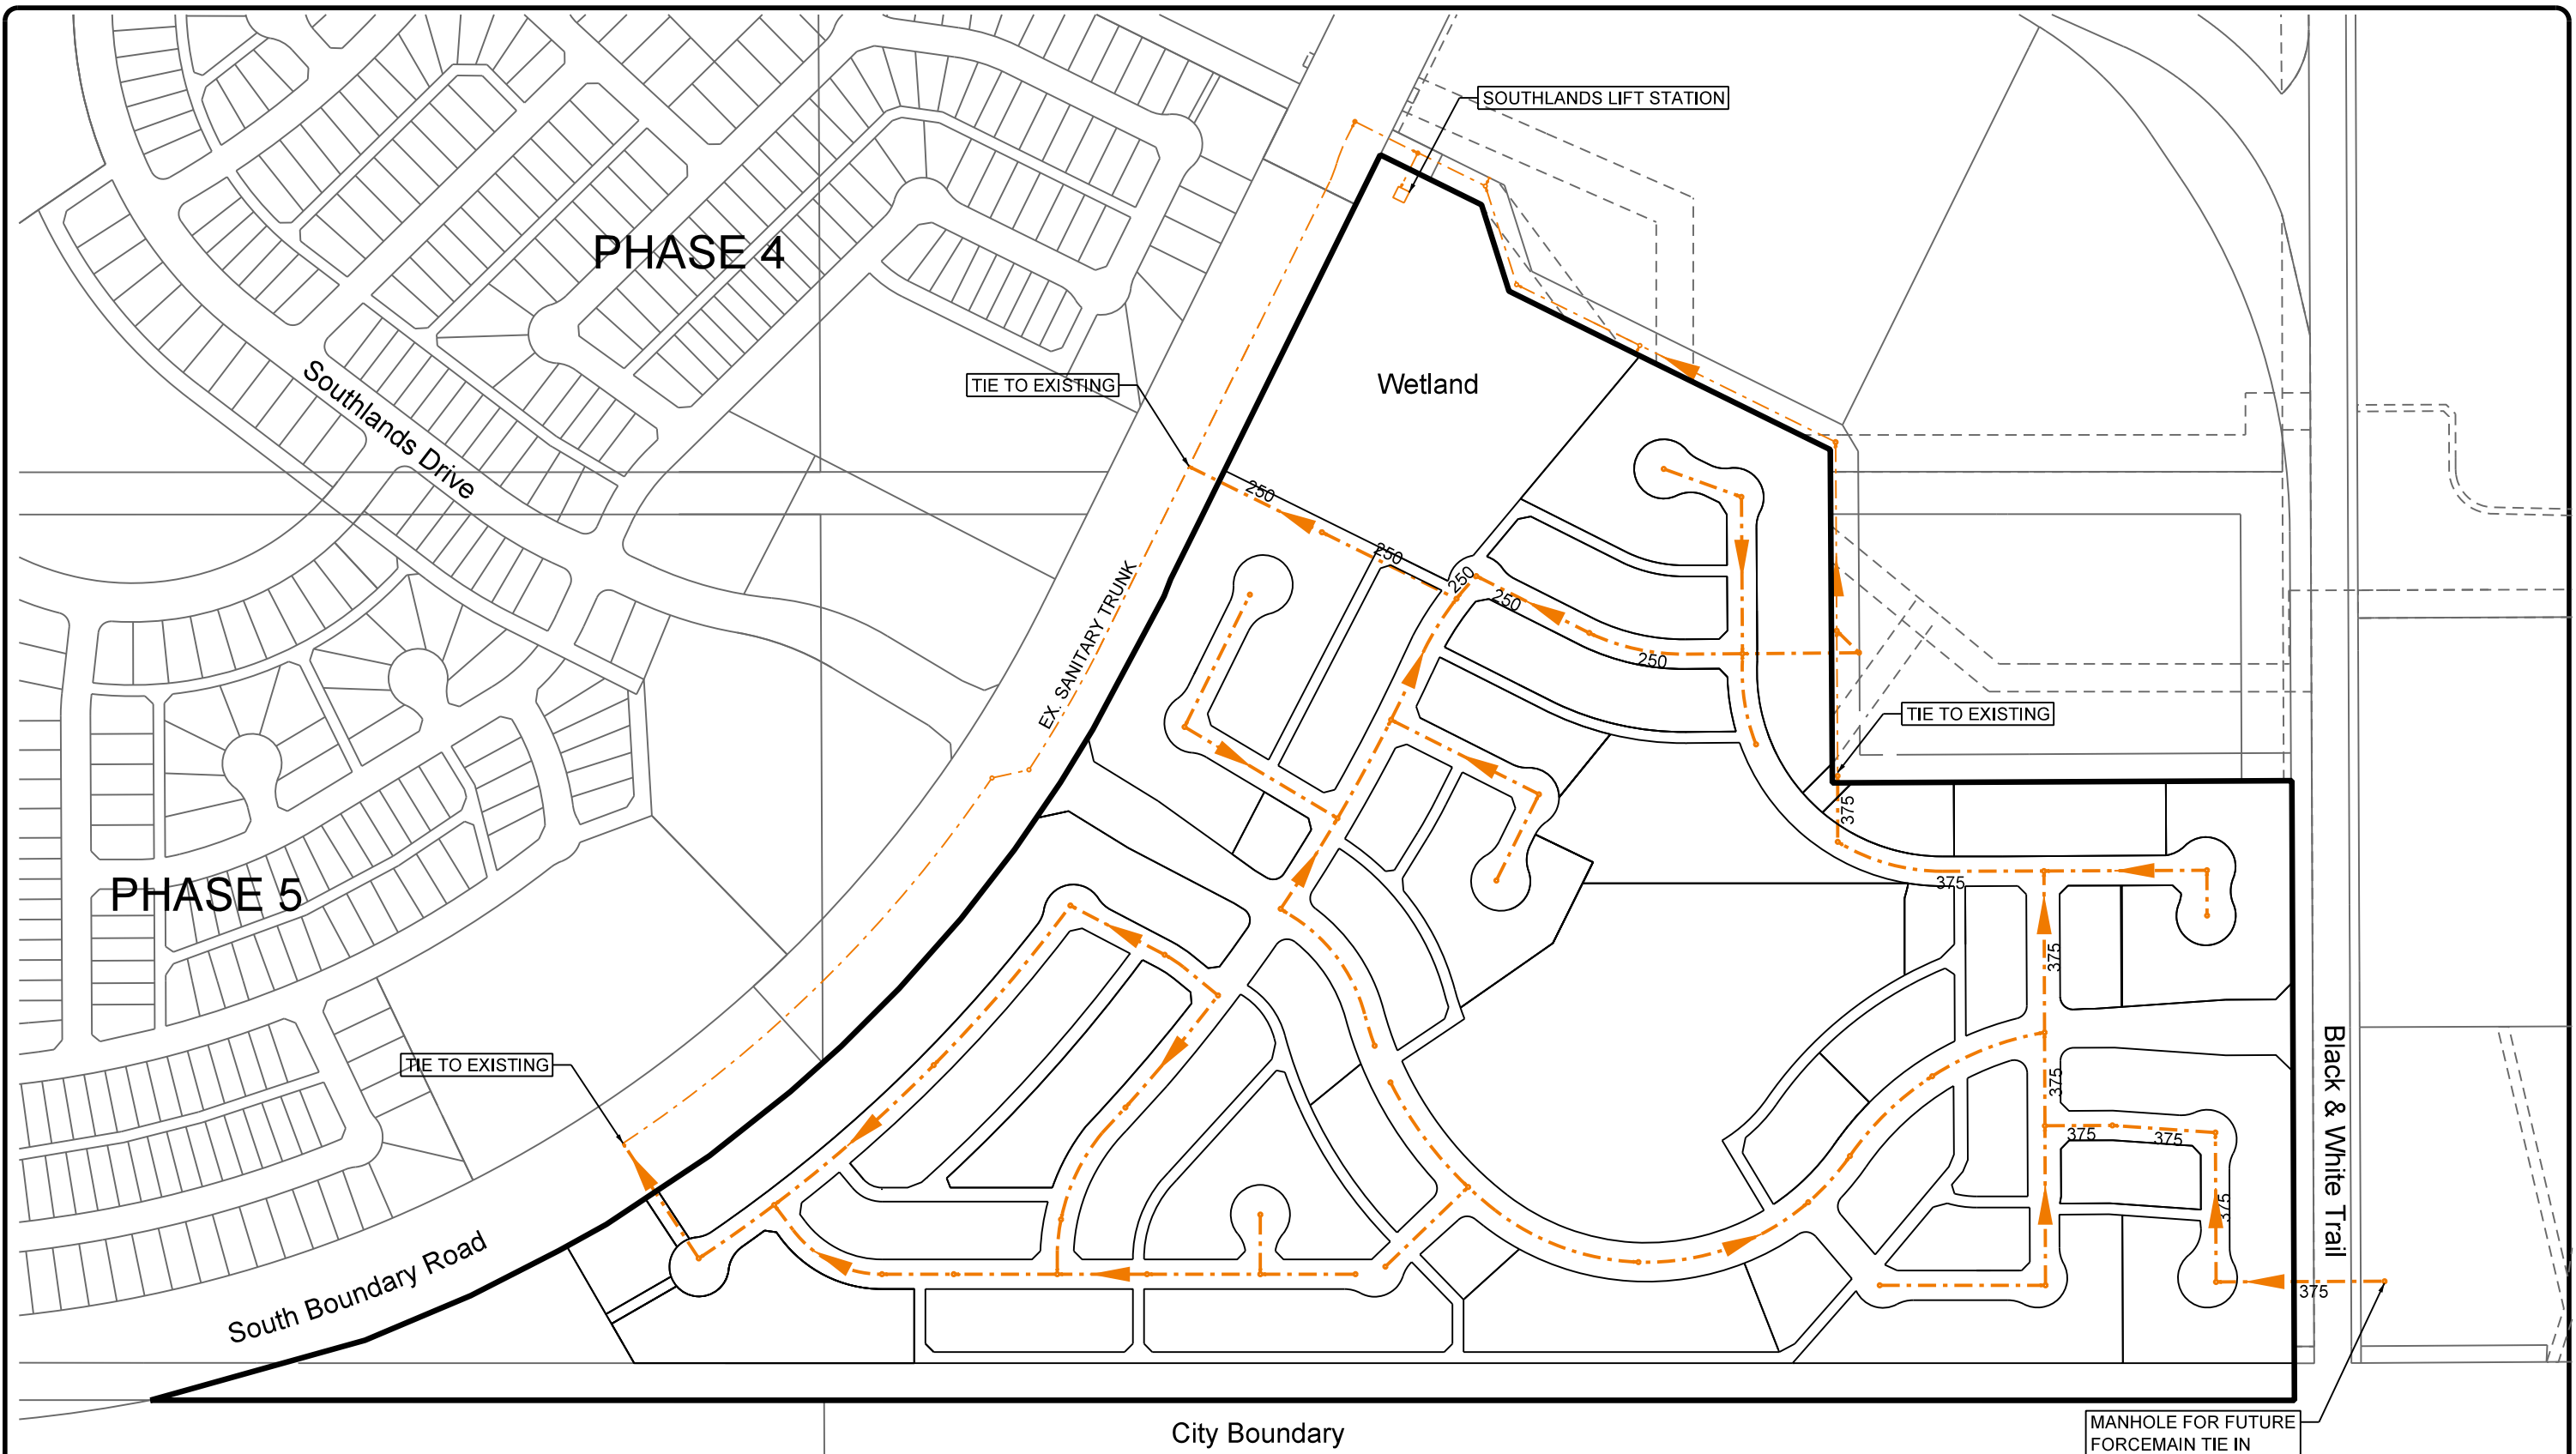 SOUTHLANDS LIFT STATION
PHASE 4
TIE TO EXISTING
Wetland
Southlands Drive
250
250
250
250
250
EX. SANITARY TRUNK
TIE TO EXISTING
375
PHASE 5
375
375
TIE TO EXISTING
375
375
375
375
Black & White Trail
South Boundary Road
375
City Boundary
MANHOLE FOR FUTURE
FORCEMAIN TIE IN